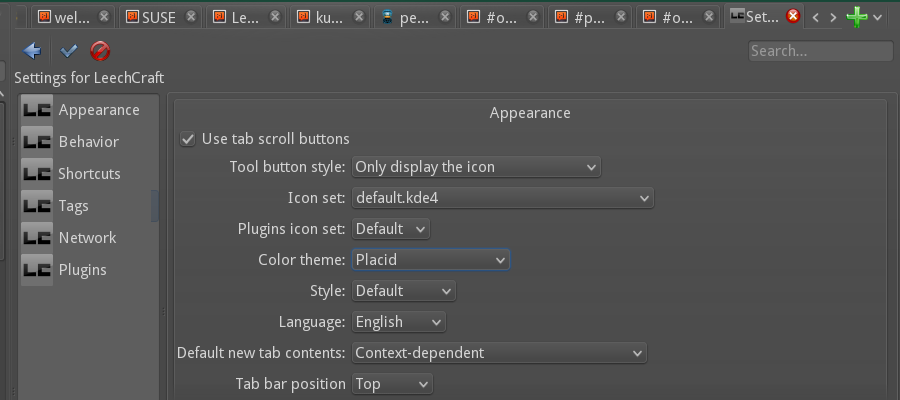 wel... SUSE Le... ku... pe... #o... #p... #o... Set...
Search...
Settings for LeechCraft
Appearance
Behavior
Shortcuts
Tags
Network
Plugins
Appearance
Use tab scroll buttons
Tool button style: Only display the icon
Icon set: default.kde4
Plugins icon set: Default
Color theme: Placid
Style: Default
Language: English
Default new tab contents: Context-dependent
Tab bar position Top